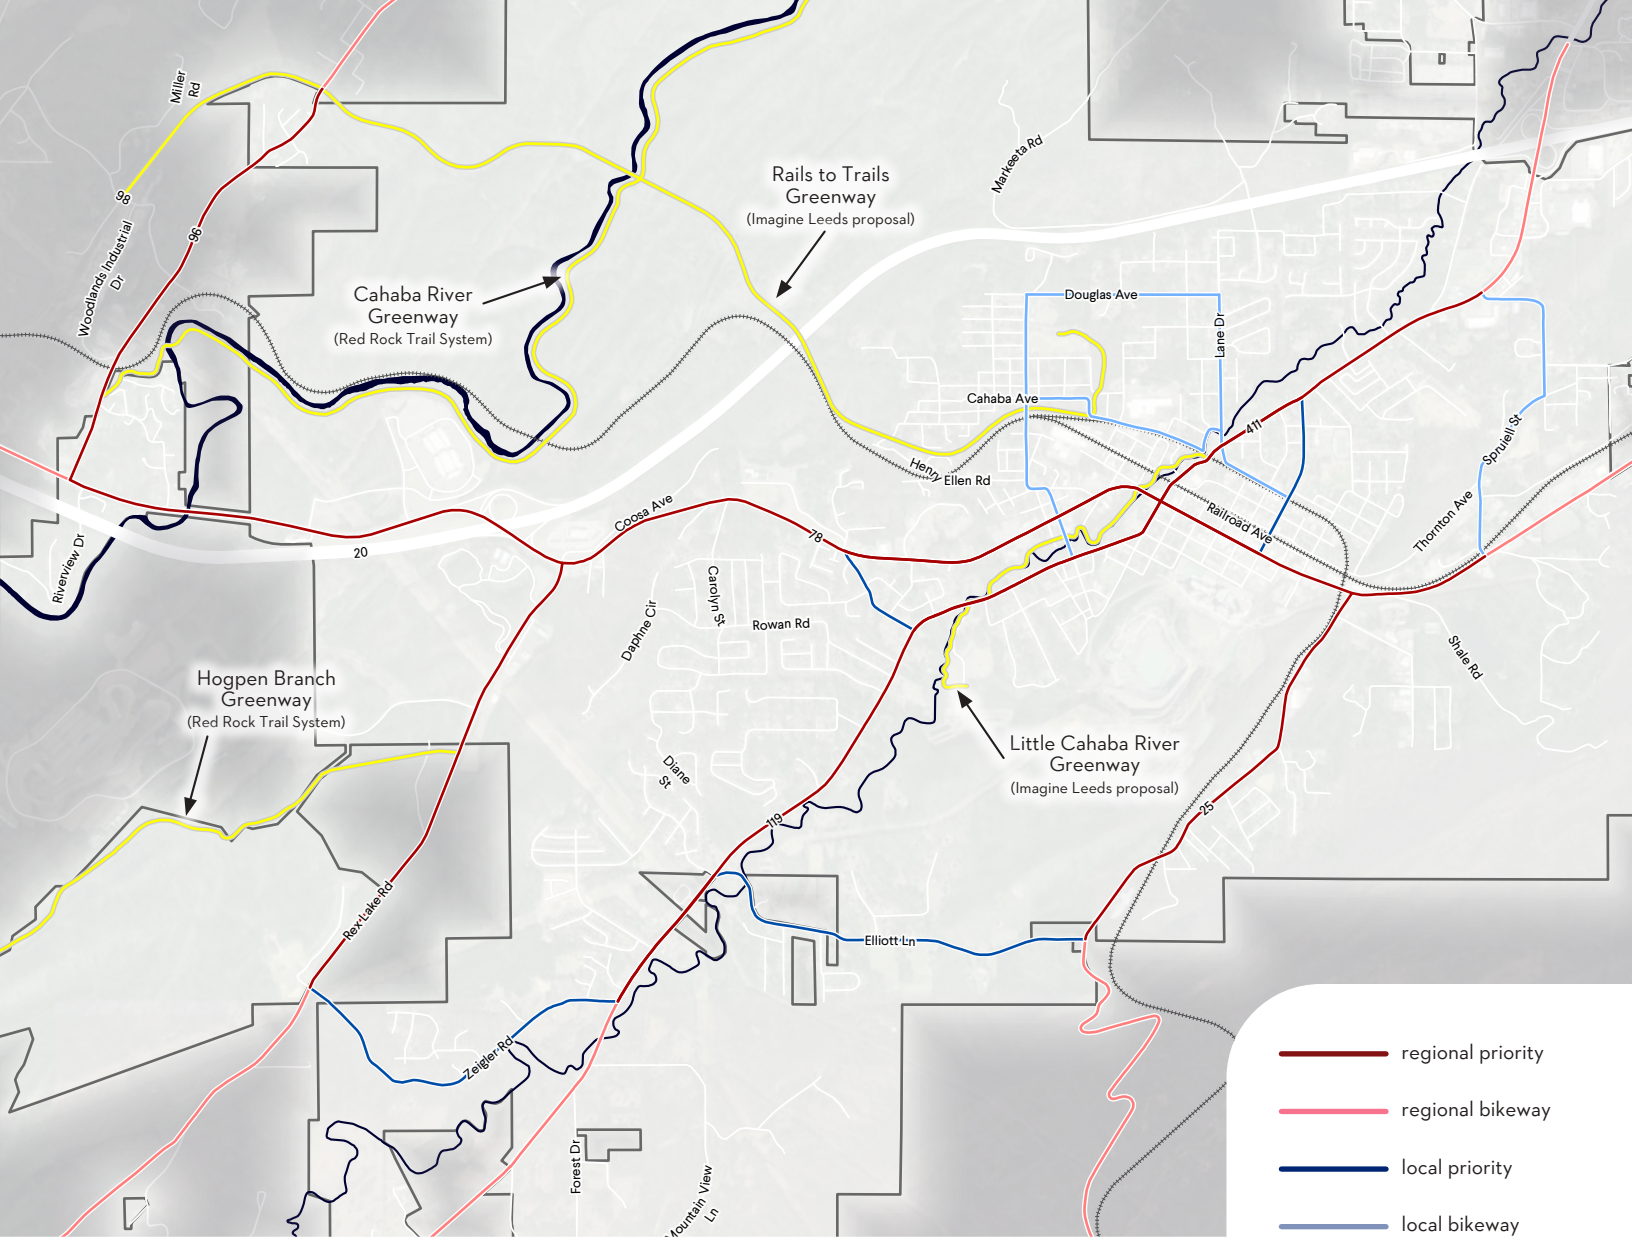 Miller
Rd
98
96
Woodlands Industrial
Dr
Rails to Trails
Greenway
(Imagine Leeds proposal)
Markeeta Rd
Cahaba River
Greenway
(Red Rock Trail System)
Douglas Ave
Lane Dr
Cahaba Ave
411
Henry
Ellen Rd
Spruiell St
Thornton Ave
Railroad Ave
Coosa Ave
78
20
Riverview Dr
Carolyn St
Daphne Cir
Rowan Rd
Shale Rd
Hogpen Branch
Greenway
(Red Rock Trail System)
Little Cahaba River
Greenway
(Imagine Leeds proposal)
Diane
St
119
25
Rex Lake Rd
Elliott Ln
Zeigler Rd
Forest Dr
Mountain View
Ln
regional priority
regional bikeway
local priority
local bikeway